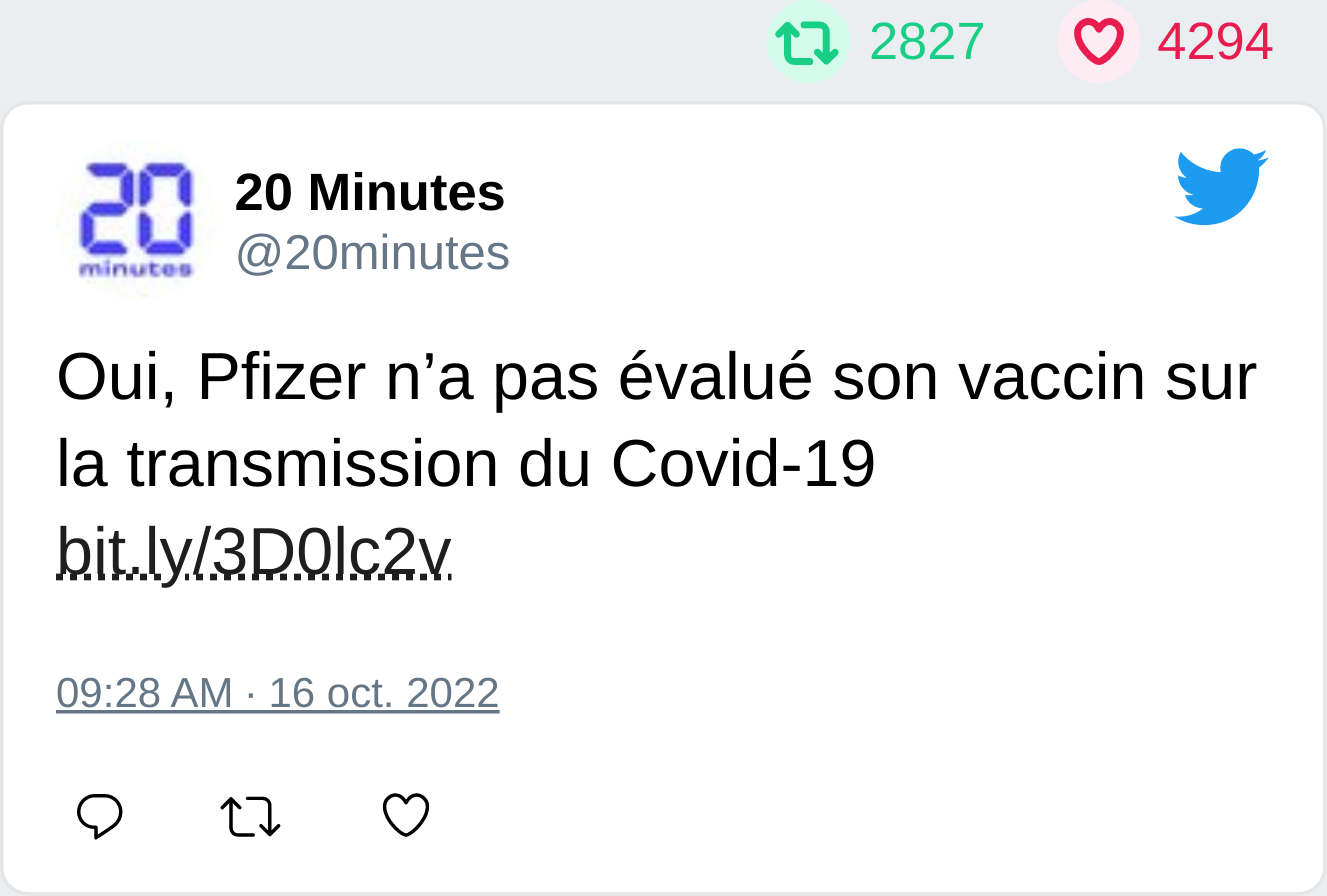 2827 4294
20 minutes
20 Minutes
@20minutes
Oui, Pfizer n’a pas évalué son vaccin sur
la transmission du Covid-19
bit.ly/3D0lc2v
09:28 AM · 16 oct. 2022